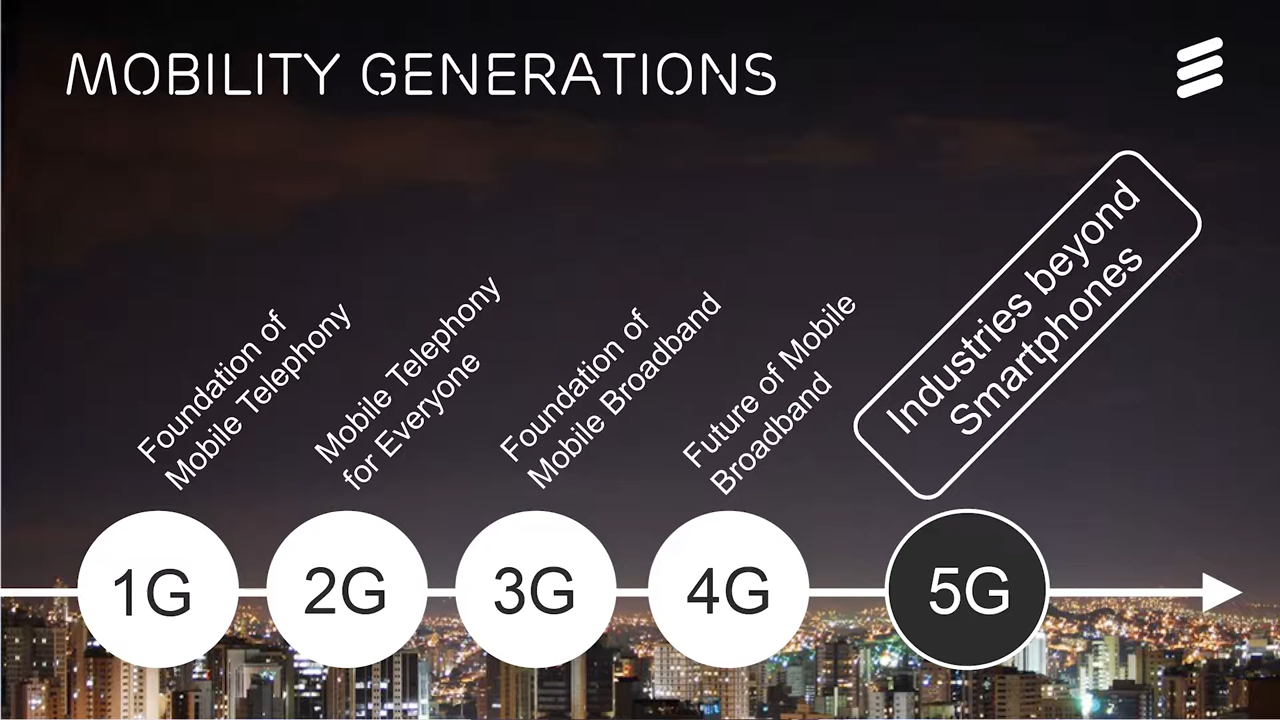 MOBILITY GENERATIONS
Foundation of
Mobile Telephony
Mobile Telephony
for Everyone
Foundation of
Mobile Broadband
Future of Mobile
Broadband
Industries beyond
Smartphones
1G
2G
3G
4G
5G